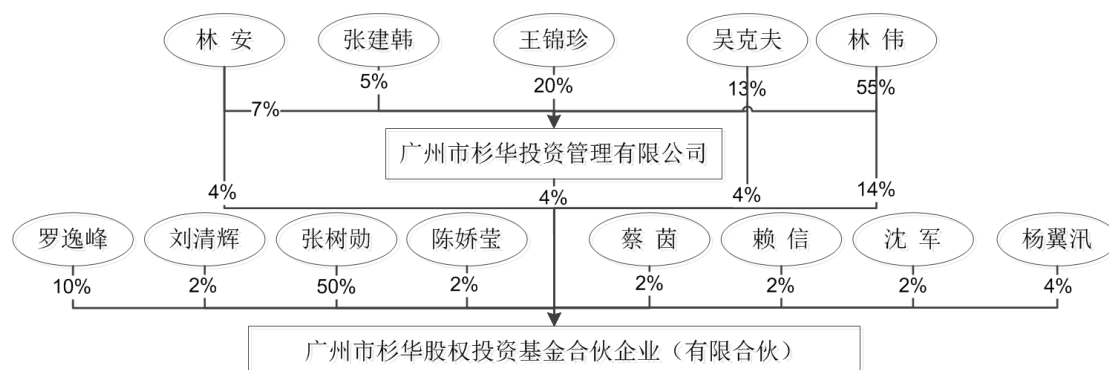 林 安 张建韩 王锦珍 吴克夫 林 伟
5% 20% 13% 55%
7%
广州市杉华投资管理有限公司
4% 4% 4% 14%
罗逸峰 刘清辉 张树勋 陈娇莹 蔡 茵 赖 信 沈 军 杨翼汛
10% 2% 50% 2% 2% 2% 2% 4%
广州市杉华股权投资基金合伙企业（有限合伙）